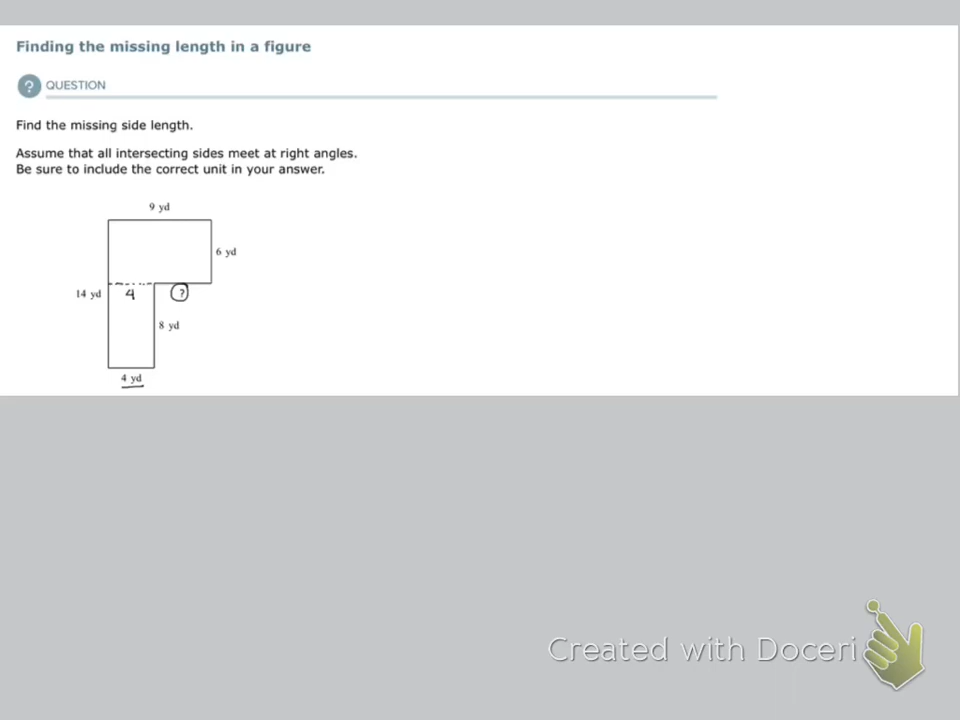 Finding the missing length in a figure
? QUESTION
Find the missing side length.
Assume that all intersecting sides meet at right angles.
Be sure to include the correct unit in your answer.
9 yd
6 yd
14 yd
4
?
8 yd
4 yd
Created with Doceri